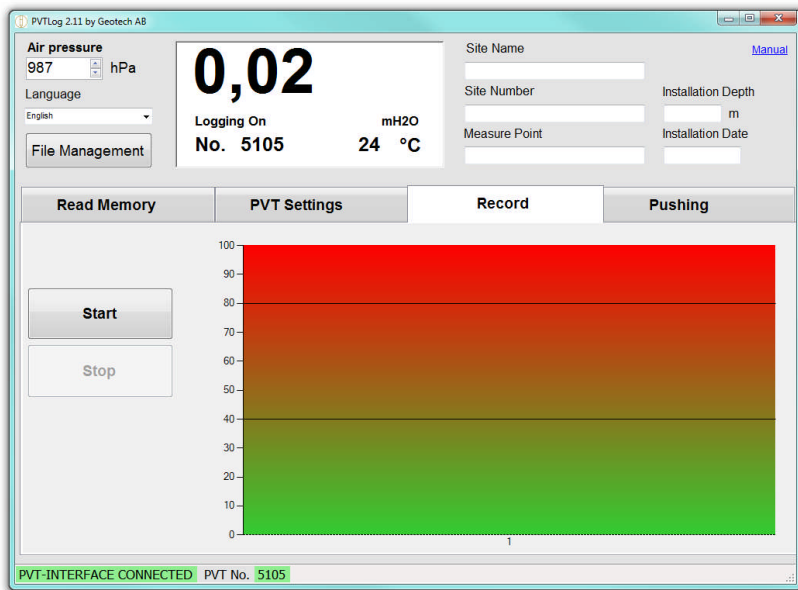 PVTLog 2.11 by Geotech AB
Air pressure
987 hPa
Language
English
File Management
0,02
Logging On mH2O
No. 5105 24 °C
Site Name
Manual
Site Number
Installation Depth
m
Measure Point
Installation Date
Read Memory
PVT Settings
Record
Pushing
Start
Stop
100
90
80
70
60
50
40
30
20
10
0
1
PVT-INTERFACE CONNECTED PVT No. 5105